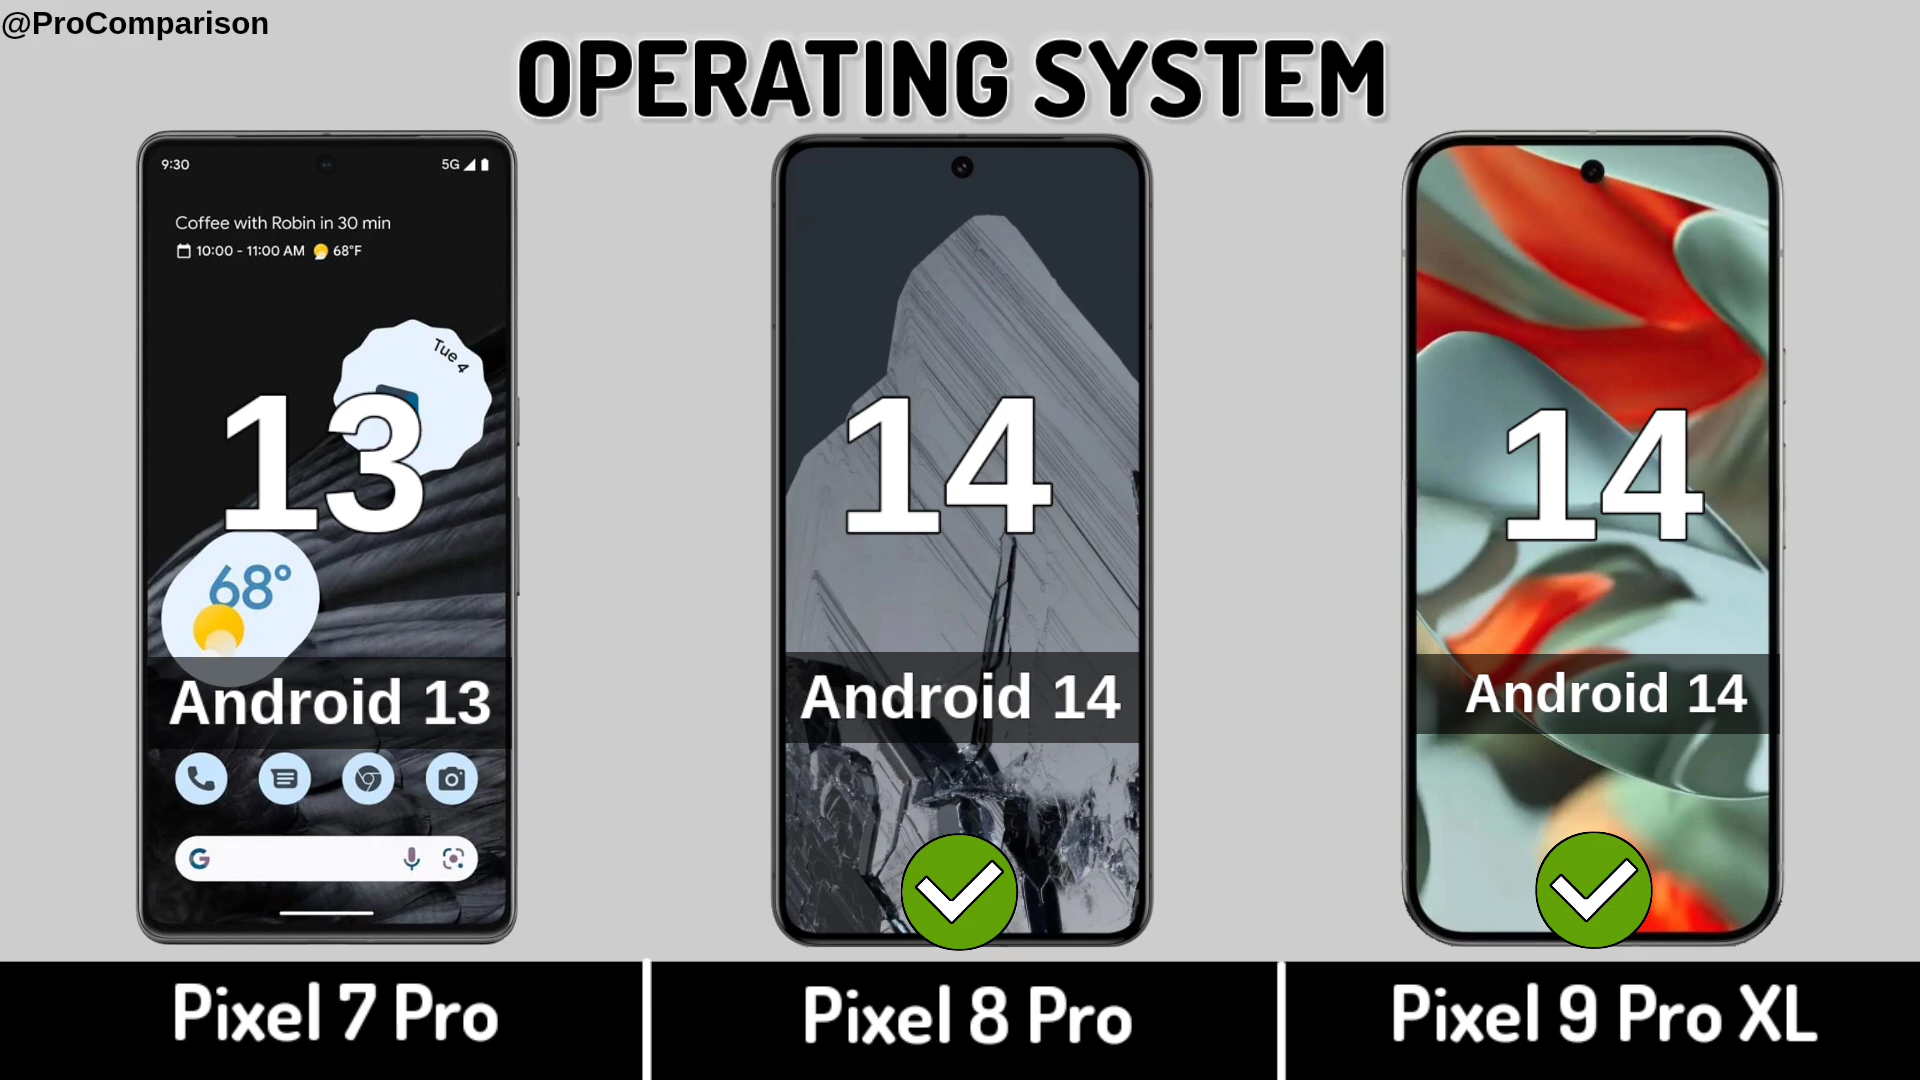 @ProComparison
OPERATING SYSTEM
9:30
5G
Coffee with Robin in 30 min
10:00 - 11:00 AM 68°F
Tue 4
13
68°
Android 13
G
14
Android 14
14
Android 14
Pixel 7 Pro
Pixel 8 Pro
Pixel 9 Pro XL